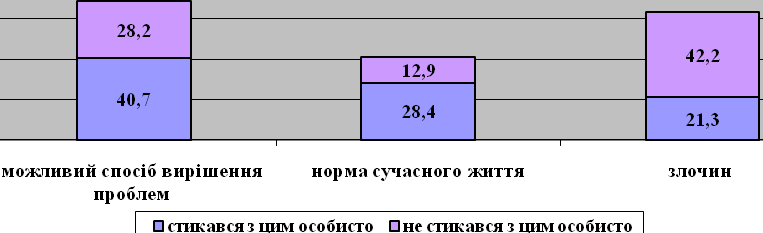 28,2
40,7
12,9
28,4
42,2
21,3
можливий спосіб вирішення
проблем
норма сучасного життя
злочин
стикався з цим особисто не стикався з цим особисто